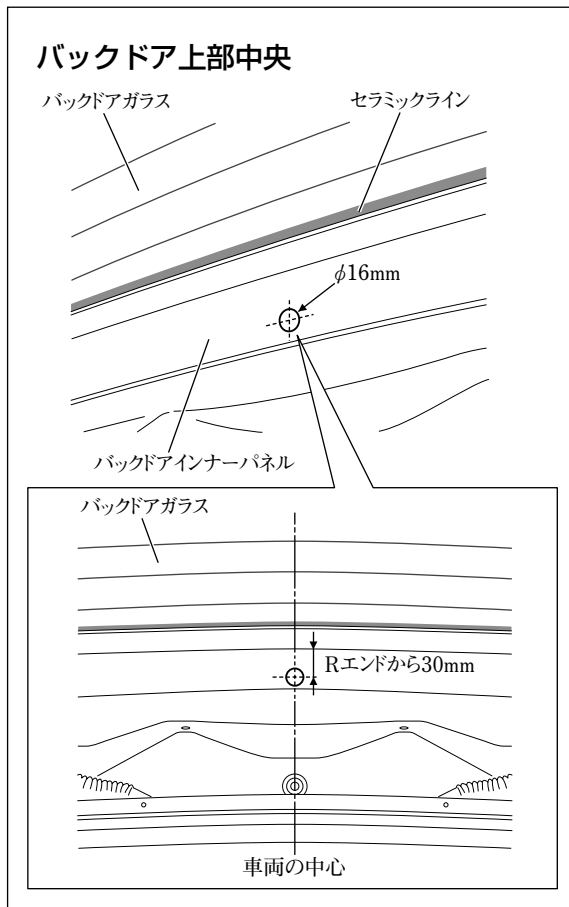 バックドア上部中央
バックドアガラス
セラミックライン
φ16mm
バックドアインナーパネル
バックドアガラス
Rエンドから30mm
車両の中心